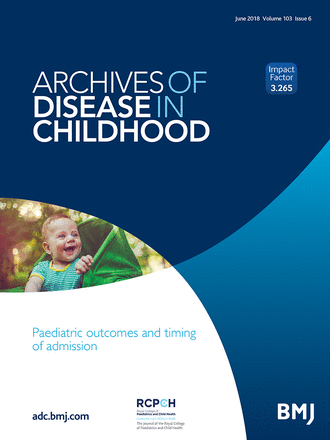 June 2018 Volume 103 Issue 6
Impact
Factor
3.265
ARCHIVES OF
DISEASE IN
CHILDHOOD
Paediatric outcomes and timing
of admission
RCPCH
Royal College of
Paediatrics and Child Health
The Journal of the Royal College
of Paediatrics and Child Health
adc.bmj.com
BMJ